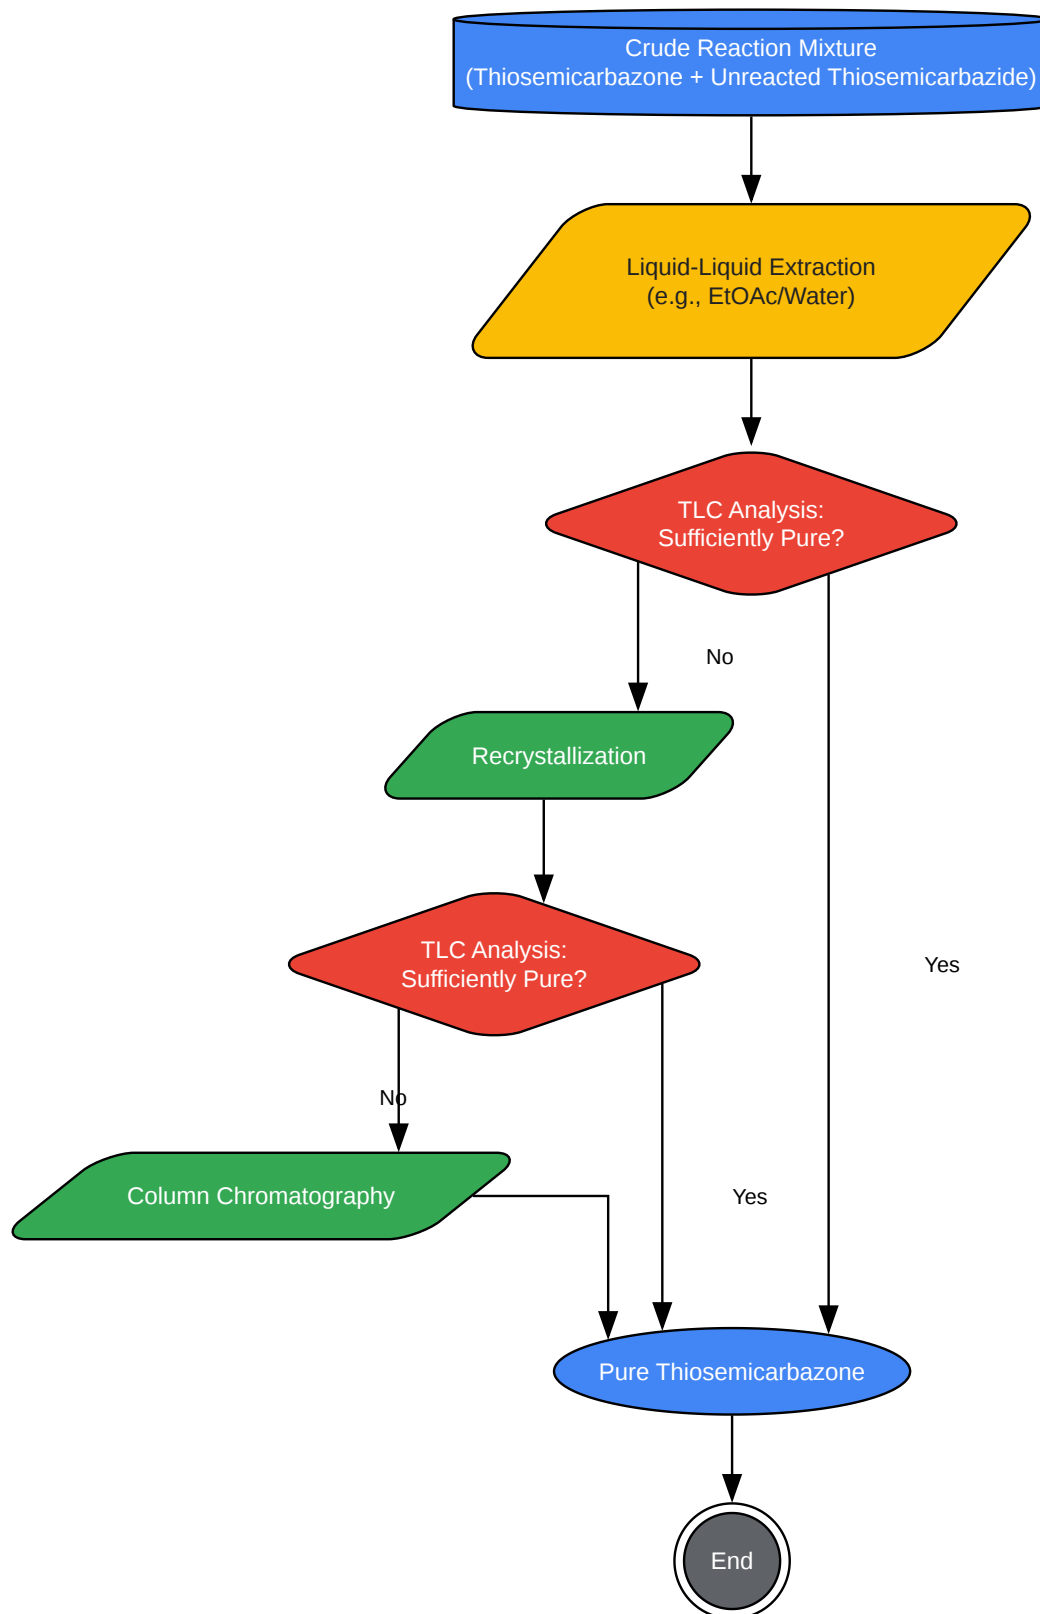 Crude Reaction Mixture
(Thiosemicarbazone + Unreacted Thiosemicarbazide)
Liquid-Liquid Extraction
(e.g., EtOAc/Water)
TLC Analysis:
Sufficiently Pure?
No
Recrystallization
TLC Analysis:
Sufficiently Pure?
Yes
No
Column Chromatography
Yes
Pure Thiosemicarbazone
End